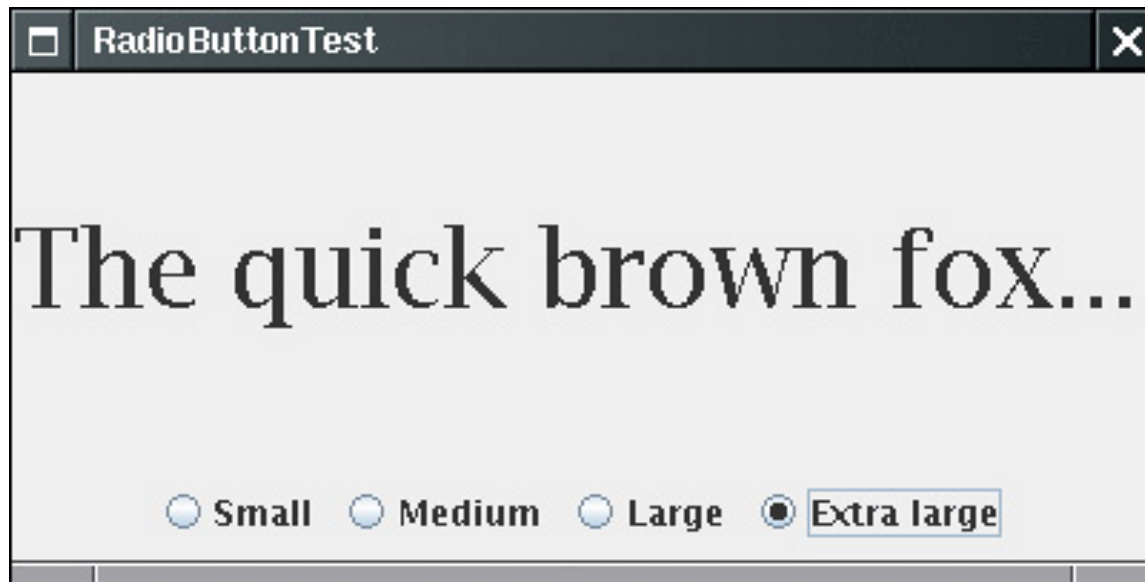 RadioButtonTest
The quick brown fox...
Small Medium Large Extra large